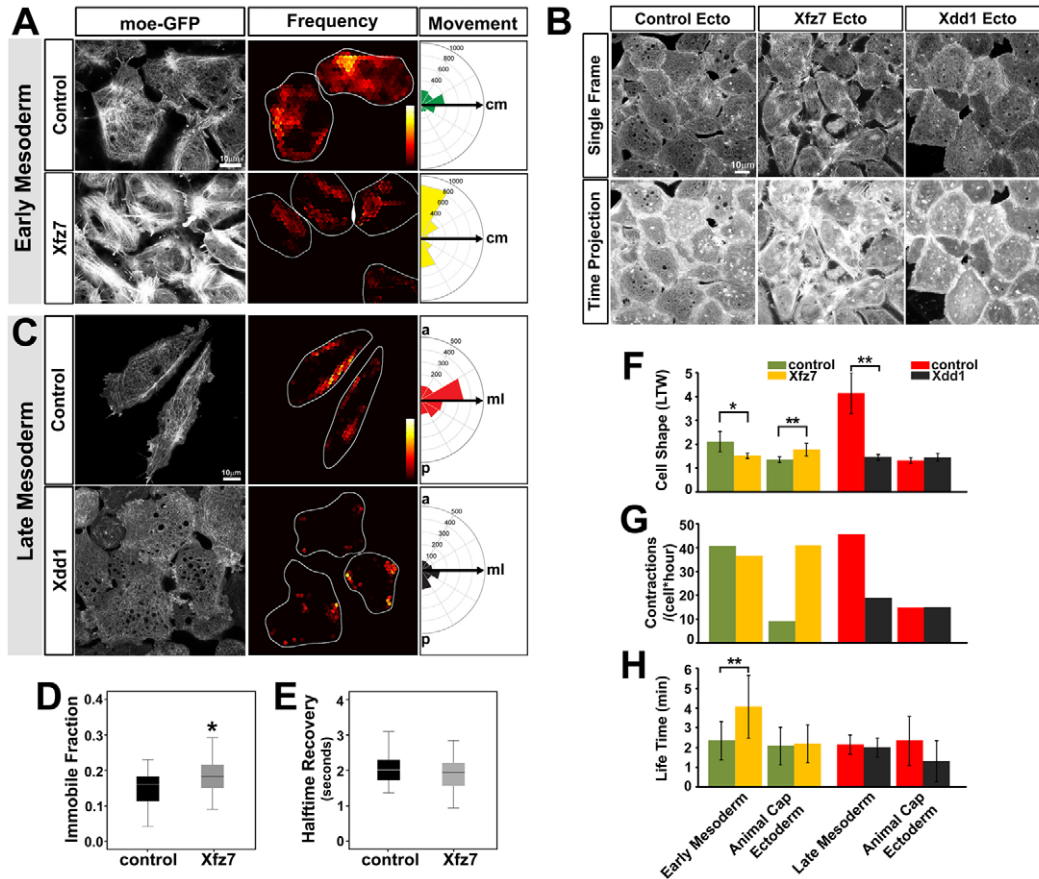 A
moe-GFP
Frequency
Movement
Early Mesoderm
Control
10μm
1000
800
600
400
cm
Xfz7
1000
800
600
400
cm
B
Control Ecto
Xfz7 Ecto
Xdd1 Ecto
Single Frame
10μm
Time Projection
C
Late Mesoderm
Control
10μm
a
500
300
200
ml
p
Xdd1
a
500
400
300
200
100
ml
p
D
Immobile Fraction
0.4
0.3
0.2
0.1
0.0
*
control
Xfz7
E
Halftime Recovery
(seconds)
4
3
2
1
0
control
Xfz7
F
control
Xfz7
control
Xdd1
Cell Shape (LTW)
5
4
3
2
1
0
*
**
**
G
Contractions
/(cell*hour)
50
40
30
20
10
0
H
Life Time (min)
6
5
4
3
2
1
0
**
Early Mesoderm
Animal Cap
Ectoderm
Late Mesoderm
Animal Cap
Ectoderm